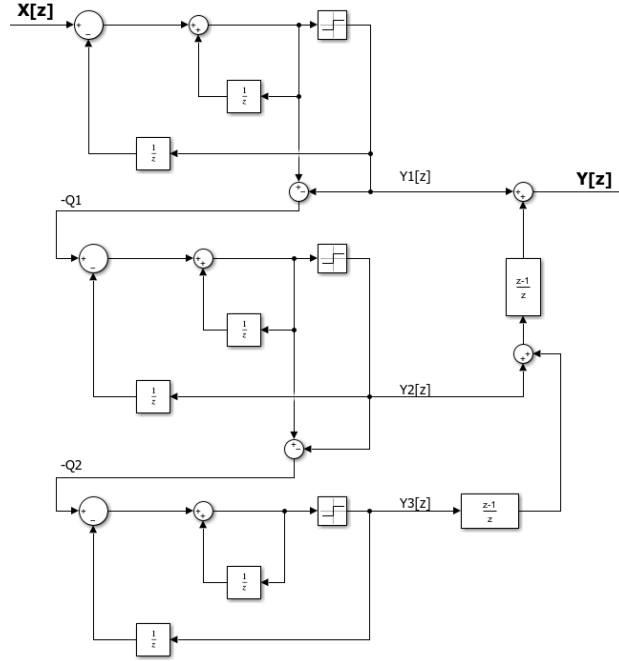 X[z]
+
−
+
+
1
z
1
z
+
−
Y1[z]
+
+
Y[z]
-Q1
+
−
+
+
1
z
z-1
z
+
+
1
z
Y2[z]
+
−
-Q2
+
−
+
+
Y3[z]
z-1
z
1
z
1
z